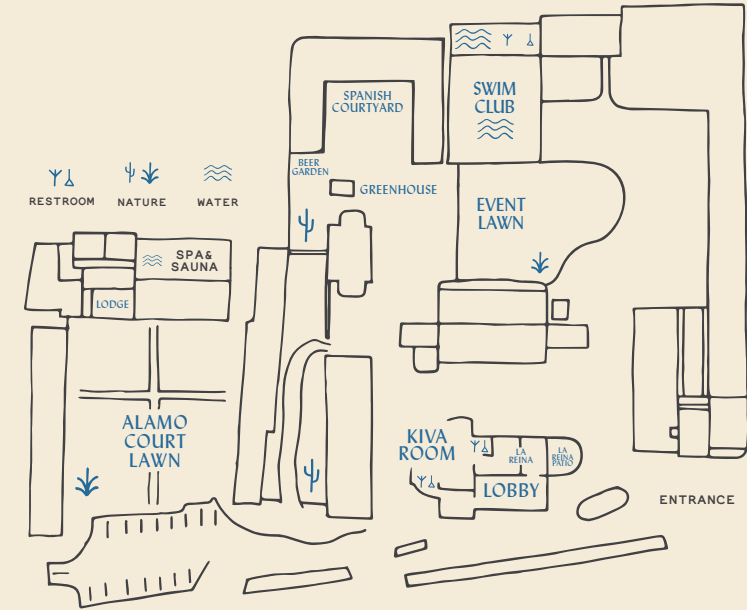 SWIM
CLUB
SPANISH
COURTYARD
BEER
GARDEN
GREENHOUSE
RESTROOM
NATURE
WATER
EVENT
LAWN
SPA&
SAUNA
LODGE
ALAMO
COURT
LAWN
KIVA
ROOM
LA
REINA
LA
REINA
PATIO
LOBBY
ENTRANCE